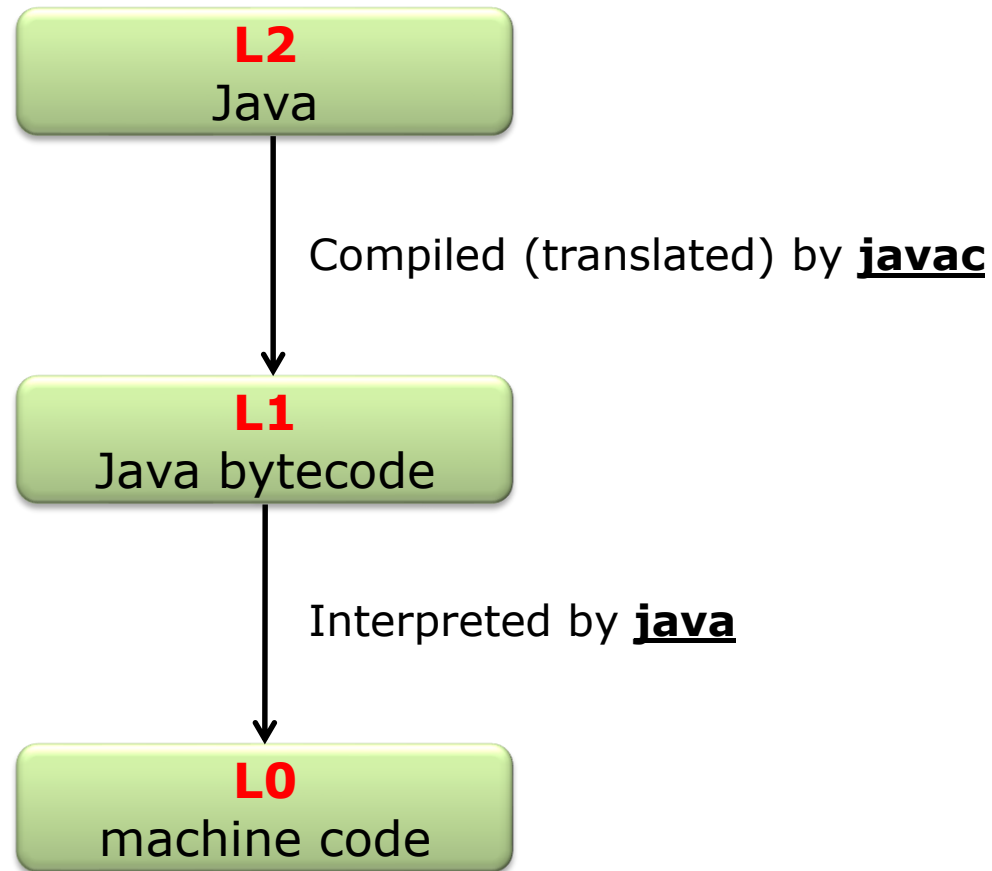 L2
Java
Compiled (translated) by javac
L1
Java bytecode
Interpreted by java
L0
machine code